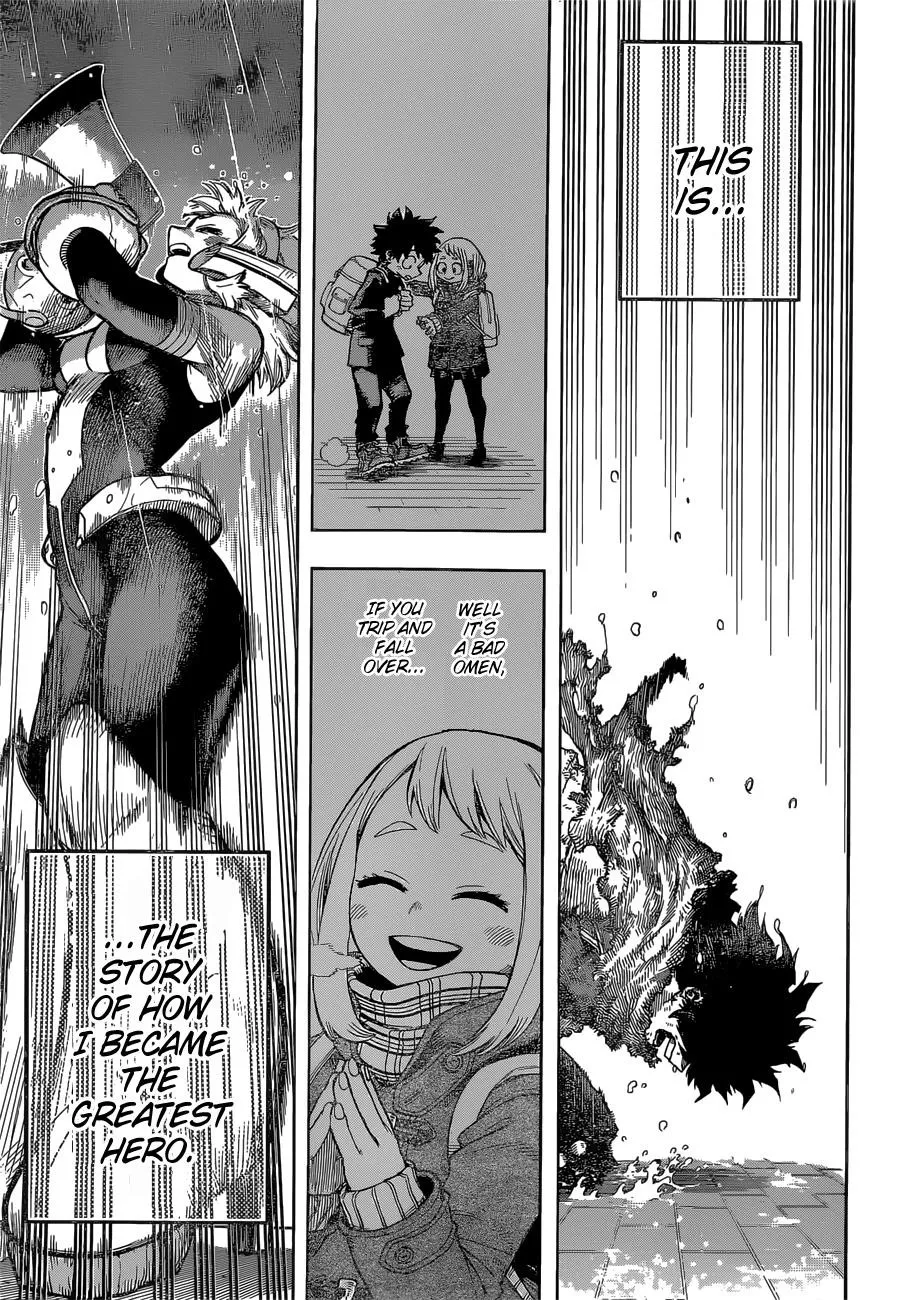 THIS
IS...
WELL
IT'S
A BAD
OMEN,
IF YOU
TRIP AND
FALL
OVER...
...THE
STORY
OF HOW
I BECAME
THE
GREATEST
HERO.